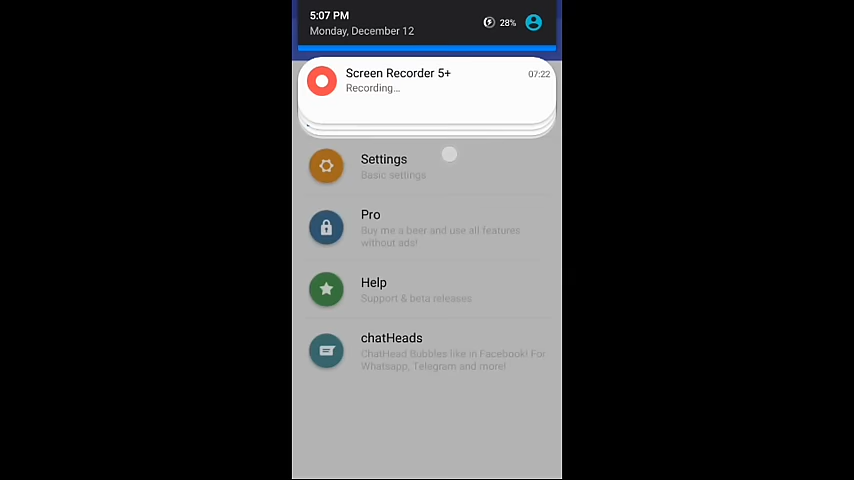 5:07 PM
Monday, December 12
28%
Screen Recorder 5+
07:22
Recording...
Settings
Basic settings
Pro
Buy me a beer and use all features
without ads!
Help
Support & beta releases
chatHeads
ChatHead Bubbles like in Facebook! For
Whatsapp, Telegram and more!